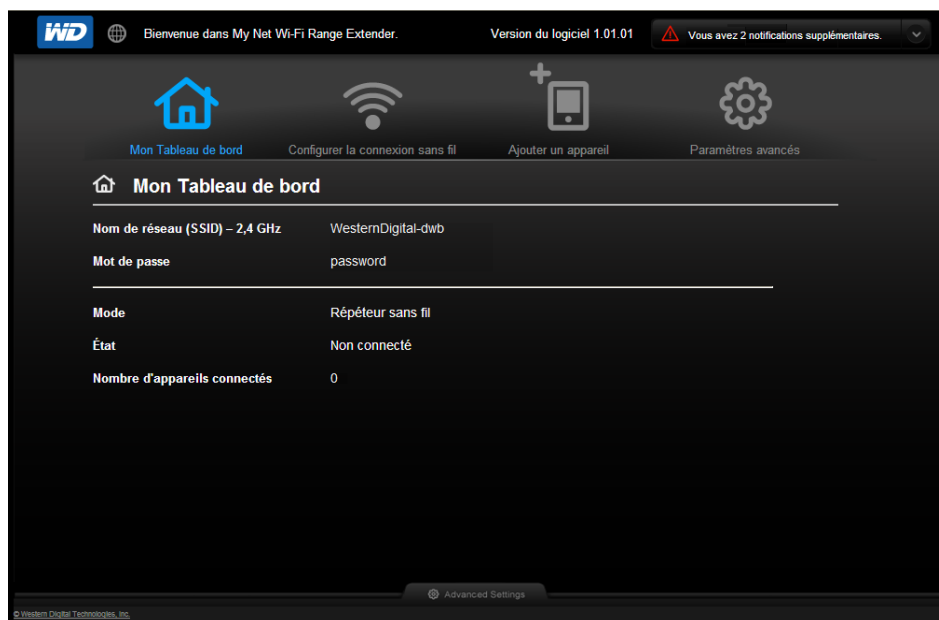 WD Bienvenue dans My Net Wi-Fi Range Extender. Version du logiciel 1.01.01 Vous avez 2 notifications supplémentaires.
Mon Tableau de bord Configurer la connexion sans fil Ajouter un appareil Paramètres avancés
Mon Tableau de bord
Nom de réseau (SSID) – 2,4 GHz WesternDigital-dwb
Mot de passe password
Mode Répéteur sans fil
État Non connecté
Nombre d'appareils connectés 0
Advanced Settings
© Western Digital Technologies, Inc.